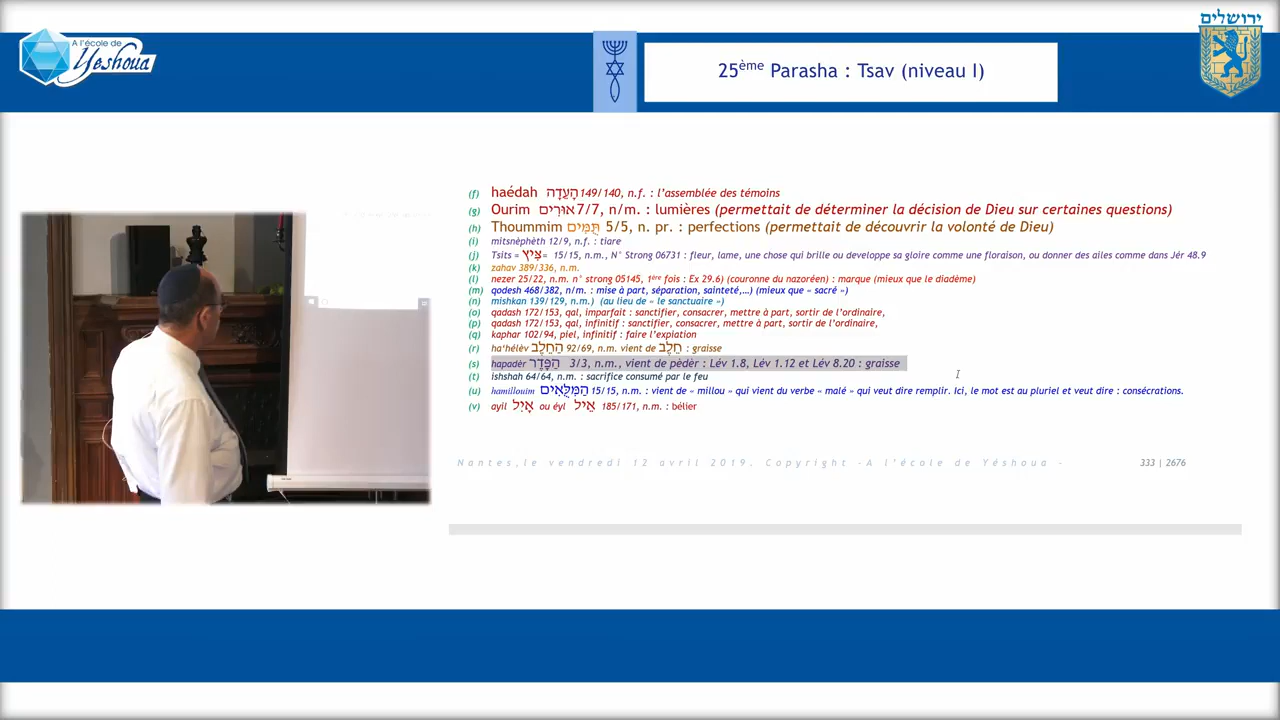 A l'école de
Yeshoua
25ème Parasha : Tsav (niveau I)
ירושלים
(f) haédah הָעֵדָה 149/140, n.f. : l'assemblée des témoins
(g) Ourim אוּרִים 7/7, n/m. : lumières (permettait de déterminer la décision de Dieu sur certaines questions)
(h) Thoummim תֻּמִּים 5/5, n. pr. : perfections (permettait de découvrir la volonté de Dieu)
(i) mitsnèphèth 12/9, n.f. : tiare
(j) Tsits = צִּיץ= 15/15, n.m., N° Strong 06731 : fleur, lame, une chose qui brille ou developpe sa gloire comme une floraison, ou donner des ailes comme dans Jér 48.9
(k) zahav 389/336, n.m.
(l) nezer 25/22, n.m. n° strong 05145, 1ère fois : Ex 29.6) (couronne du nazoréen) : marque (mieux que le diadème)
(m) qodesh 468/382, n/m. : mise à part, séparation, sainteté,…) (mieux que « sacré »)
(n) mishkan 139/129, n.m.) (au lieu de « le sanctuaire »)
(o) qadash 172/153, qal, imparfait : sanctifier, consacrer, mettre à part, sortir de l'ordinaire,
(p) qadash 172/153, qal, infinitif : sanctifier, consacrer, mettre à part, sortir de l'ordinaire,
(q) kaphar 102/94, piel, infinitif : faire l'expiation
(r) ha'hélèv הַחֵלֶב 92/69, n.m. vient de חֵלֶב : graisse
(s) hapadèr הַפָּדֶר 3/3, n.m., vient de pèdèr : Lév 1.8, Lév 1.12 et Lév 8.20 : graisse
(t) ishshah 64/64, n.m. : sacrifice consumé par le feu
(u) hamillouim הַמִּלֻּאִים 15/15, n.m. : vient de « millou » qui vient du verbe « malé » qui veut dire remplir. Ici, le mot est au pluriel et veut dire : consécrations.
(v) ayil אַיִל ou éyl אֵיל 185/171, n.m. : bélier
Nantes, le vendredi 12 avril 2019. Copyright -A l'école de Yéshoua -
333 | 2676